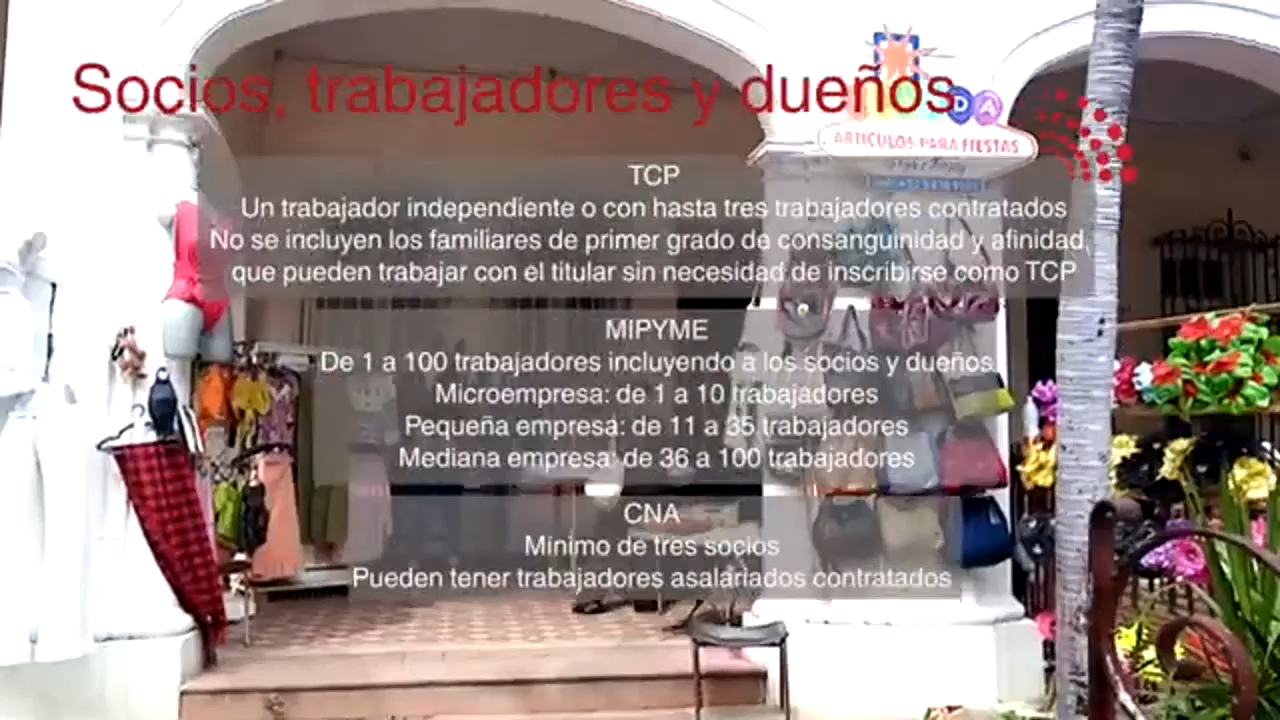 Socios, trabajadores y dueños
DA
ARTICULOS PARA FIESTAS
TCP
Un trabajador independiente o con hasta tres trabajadores contratados
No se incluyen los familiares de primer grado de consanguinidad y afinidad,
que pueden trabajar con el titular sin necesidad de inscribirse como TCP
MIPYME
De 1 a 100 trabajadores incluyendo a los socios y dueños.
Microempresa: de 1 a 10 trabajadores
Pequeña empresa: de 11 a 35 trabajadores
Mediana empresa: de 36 a 100 trabajadores
CNA
Mínimo de tres socios
Pueden tener trabajadores asalariados contratados